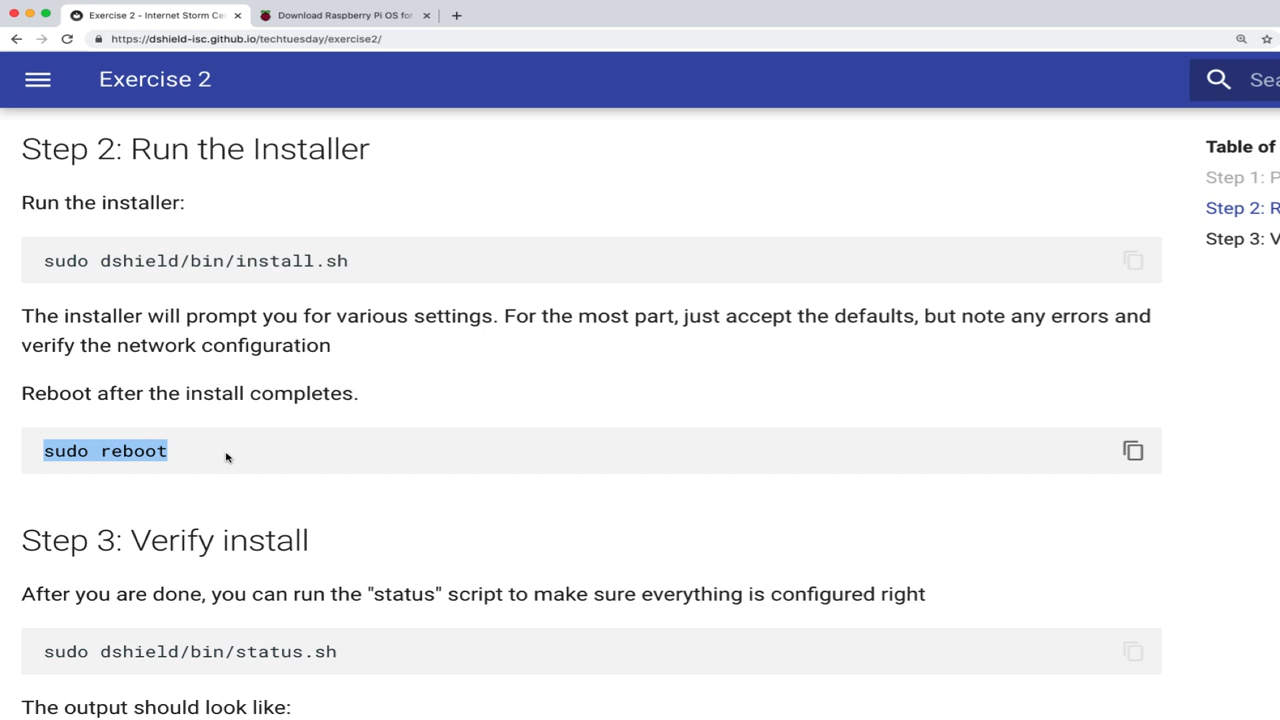 Exercise 2 - Internet Storm Ce
Download Raspberry Pi OS for
https://dshield-isc.github.io/techtuesday/exercise2/
Exercise 2
Sea
Step 2: Run the Installer
Run the installer:
sudo dshield/bin/install.sh
The installer will prompt you for various settings. For the most part, just accept the defaults, but note any errors and
verify the network configuration
Reboot after the install completes.
sudo reboot
Step 3: Verify install
After you are done, you can run the "status" script to make sure everything is configured right
sudo dshield/bin/status.sh
The output should look like:
Table of
Step 1: P
Step 2: R
Step 3: V